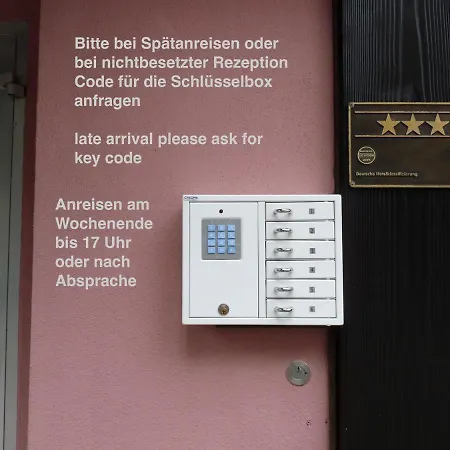 Bitte bei Spätanreisen oder
bei nichtbesetzter Rezeption
Code für die Schlüsselbox
anfragen
late arrival please ask for
key code
Anreisen am
Wochenende
bis 17 Uhr
oder nach
Absprache
Deutsche Hotelklassifizierung